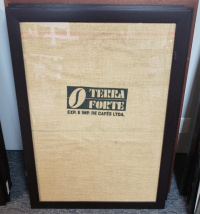 TERRA
FORTE
EXP. E IMP. DE CAFÉS LTDA.